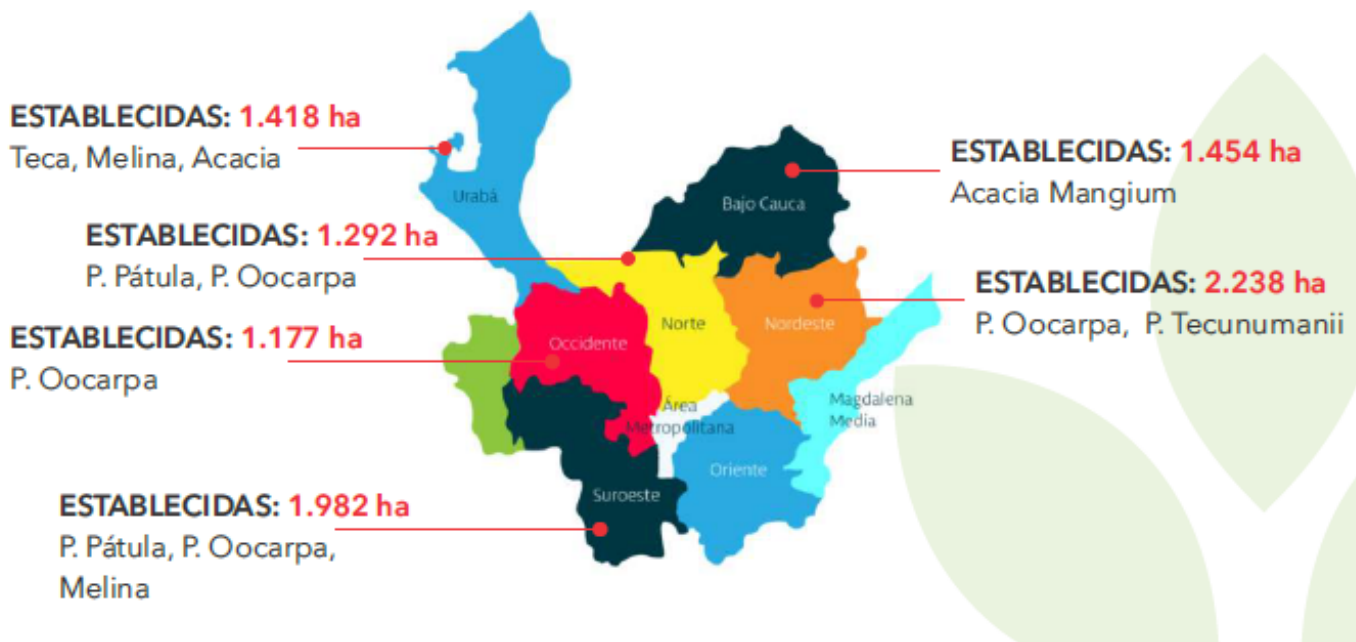 ESTABLECIDAS: 1.418 ha
Teca, Melina, Acacia
ESTABLECIDAS: 1.292 ha
P. Pátula, P. Oocarpa
ESTABLECIDAS: 1.177 ha
P. Oocarpa
ESTABLECIDAS: 1.982 ha
P. Pátula, P. Oocarpa,
Melina
Urabá
Bajo Cauca
Norte
Nordeste
Occidente
Área
Metropolitana
Magdalena
Media
Oriente
Suroeste
ESTABLECIDAS: 1.454 ha
Acacia Mangium
ESTABLECIDAS: 2.238 ha
P. Oocarpa, P. Tecunumanii